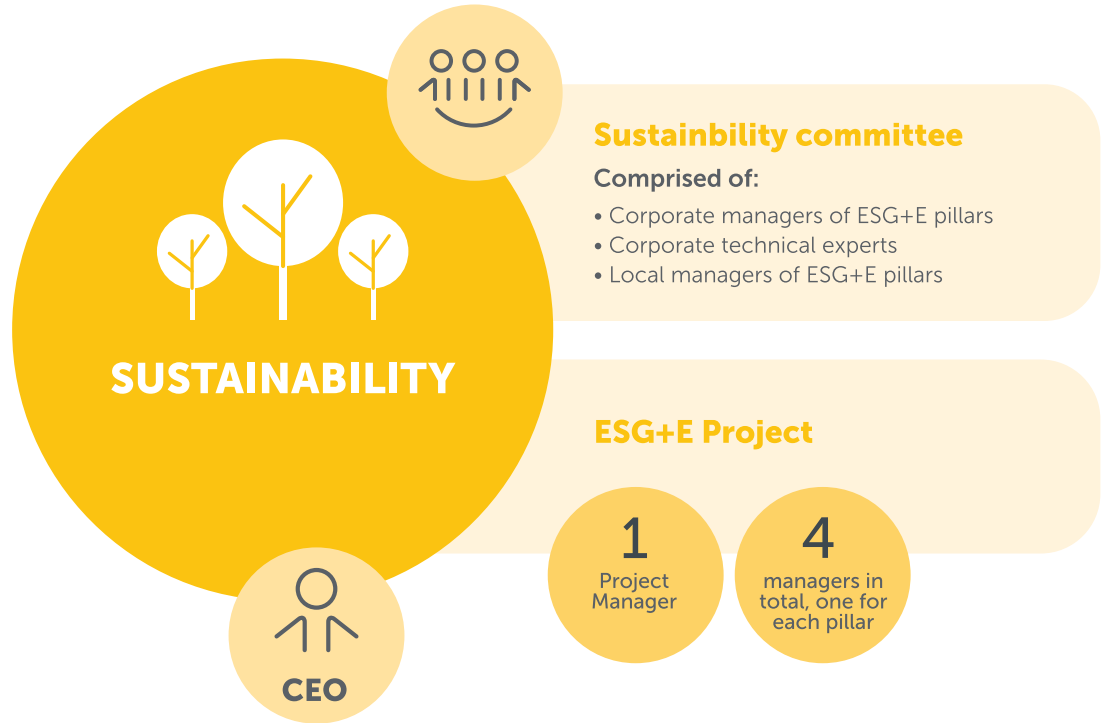 SUSTAINABILITY
Sustainbility committee
Comprised of:
• Corporate managers of ESG+E pillars
• Corporate technical experts
• Local managers of ESG+E pillars
ESG+E Project
1
Project
Manager
4
managers in
total, one for
each pillar
CEO